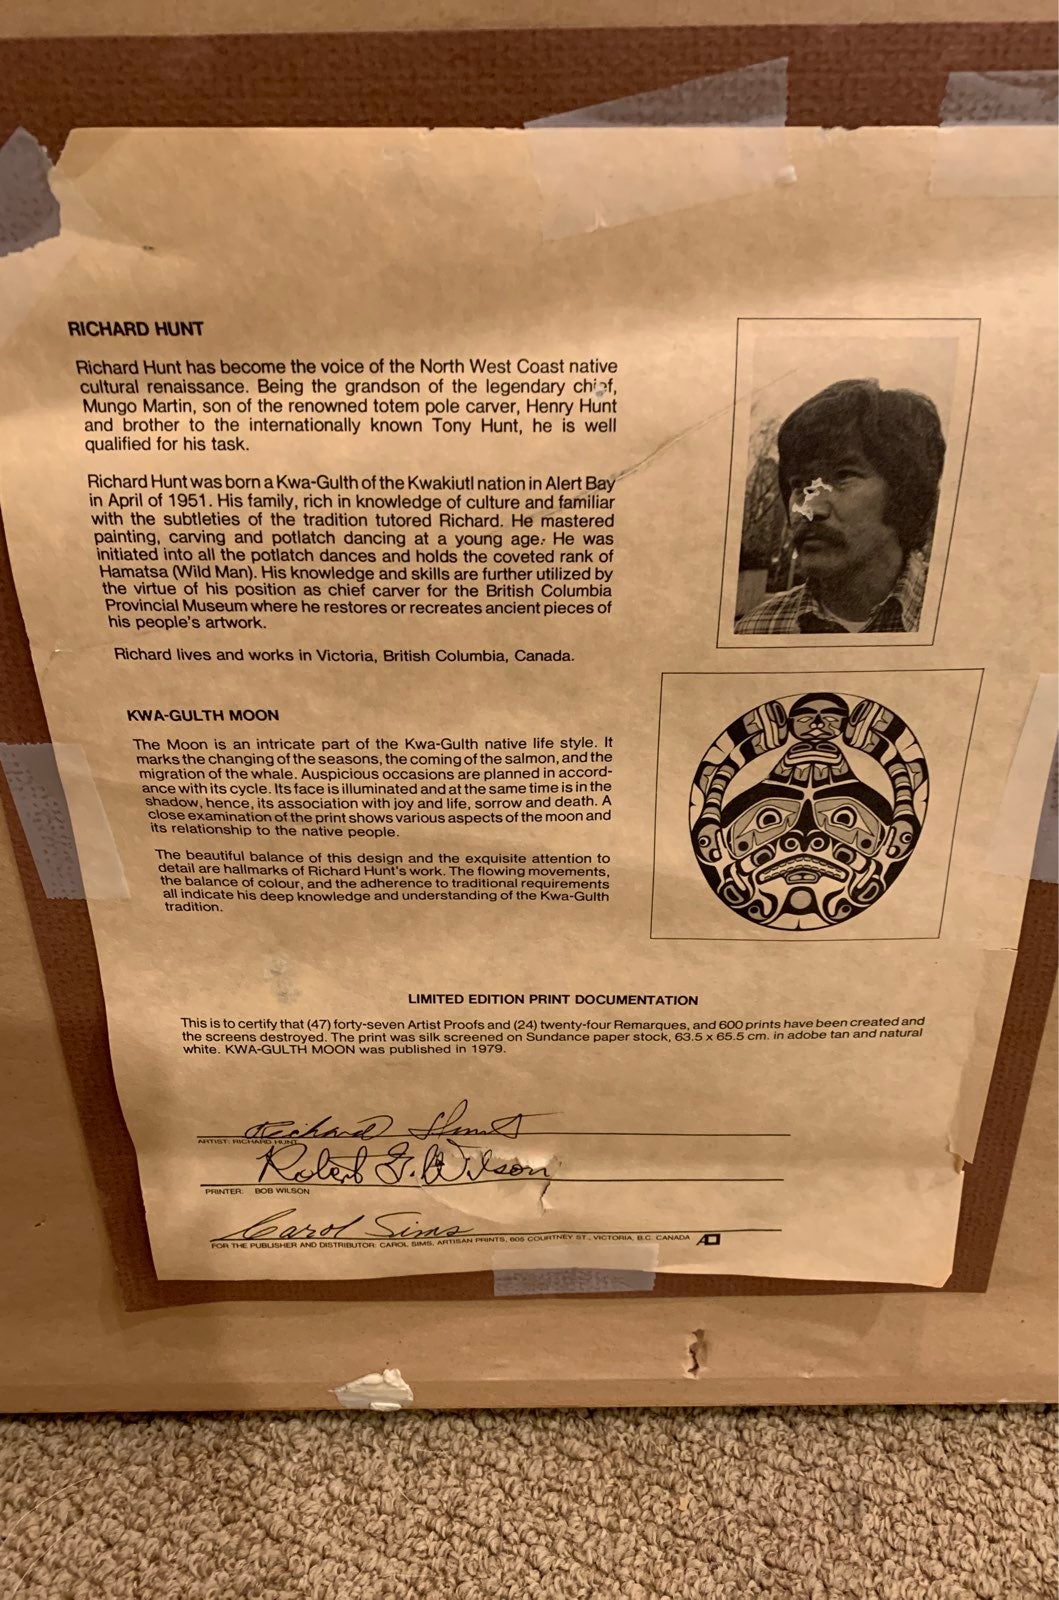 RICHARD HUNT
Richard Hunt has become the voice of the North West Coast native
cultural renaissance. Being the grandson of the legendary chief,
Mungo Martin, son of the renowned totem pole carver, Henry Hunt
and brother to the internationally known Tony Hunt, he is well
qualified for his task.
Richard Hunt was born a Kwa-Gulth of the Kwakiutl nation in Alert Bay
in April of 1951. His family, rich in knowledge of culture and familiar
with the subtleties of the tradition tutored Richard. He mastered
painting, carving and potlatch dancing at a young age. He was
initiated into all the potlatch dances and holds the coveted rank of
Hamatsa (Wild Man). His knowledge and skills are further utilized by
the virtue of his position as chief carver for the British Columbia
Provincial Museum where he restores or recreates ancient pieces of
his people's artwork.
Richard lives and works in Victoria, British Columbia, Canada.
KWA-GULTH MOON
The Moon is an intricate part of the Kwa-Gulth native life style. It
marks the changing of the seasons, the coming of the salmon, and the
migration of the whale. Auspicious occasions are planned in accord-
ance with its cycle. Its face is illuminated and at the same time is in the
shadow, hence, its association with joy and life, sorrow and death. A
close examination of the print shows various aspects of the moon and
its relationship to the native people.
The beautiful balance of this design and the exquisite attention to
detail are hallmarks of Richard Hunt's work. The flowing movements,
the balance of colour, and the adherence to traditional requirements
all indicate his deep knowledge and understanding of the Kwa-Gulth
tradition.
LIMITED EDITION PRINT DOCUMENTATION
This is to certify that (47) forty-seven Artist Proofs and (24) twenty-four Remarques, and 600 prints have been created and
the screens destroyed. The print was silk screened on Sundance paper stock, 63.5 x 65.5 cm. in adobe tan and natural
white. KWA-GULTH MOON was published in 1979.
Richard Hunt
ARTIST: RICHARD HUNT
Robert G. Wilson
PRINTER: BOB WILSON
Carol Sims
FOR THE PUBLISHER AND DISTRIBUTOR: CAROL SIMS, ARTISAN PRINTS, 605 COURTNEY ST., VICTORIA, B.C. CANADA